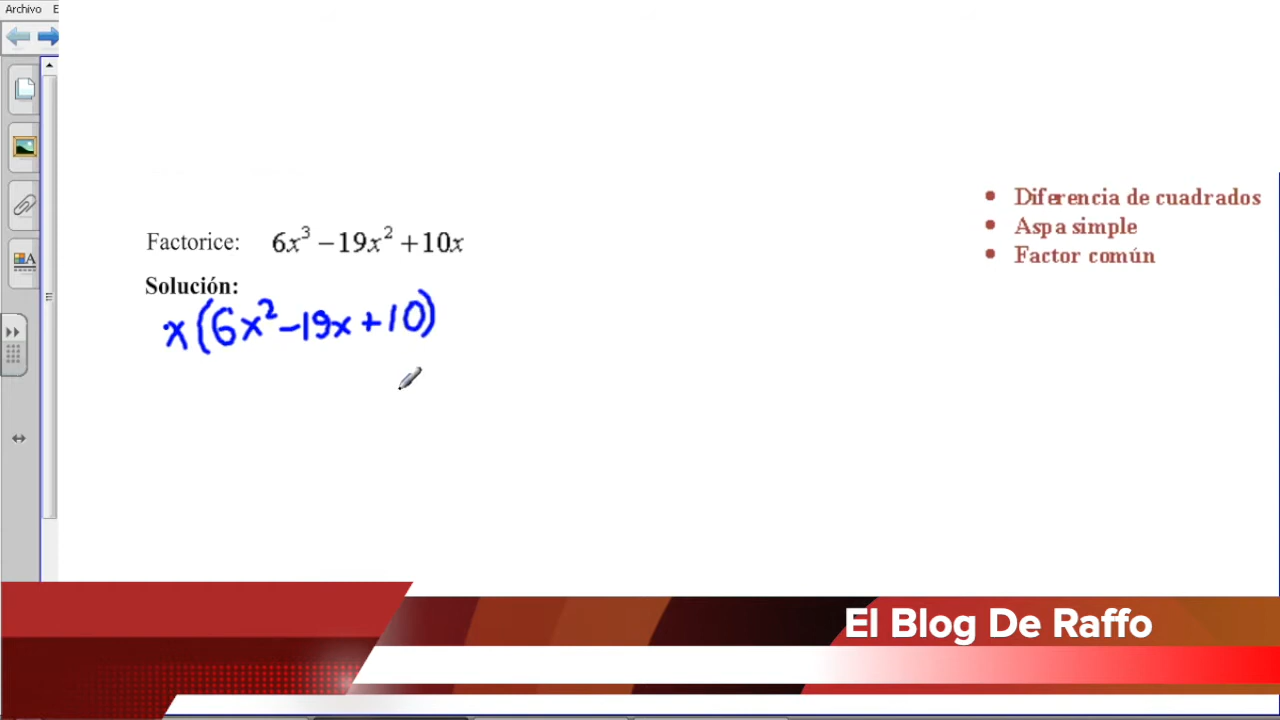 Archivo E
Factorice: 6x³ − 19x² + 10x
Solución:
x(6x² − 19x + 10)
• Diferencia de cuadrados
• Aspa simple
• Factor común
El Blog De Raffo